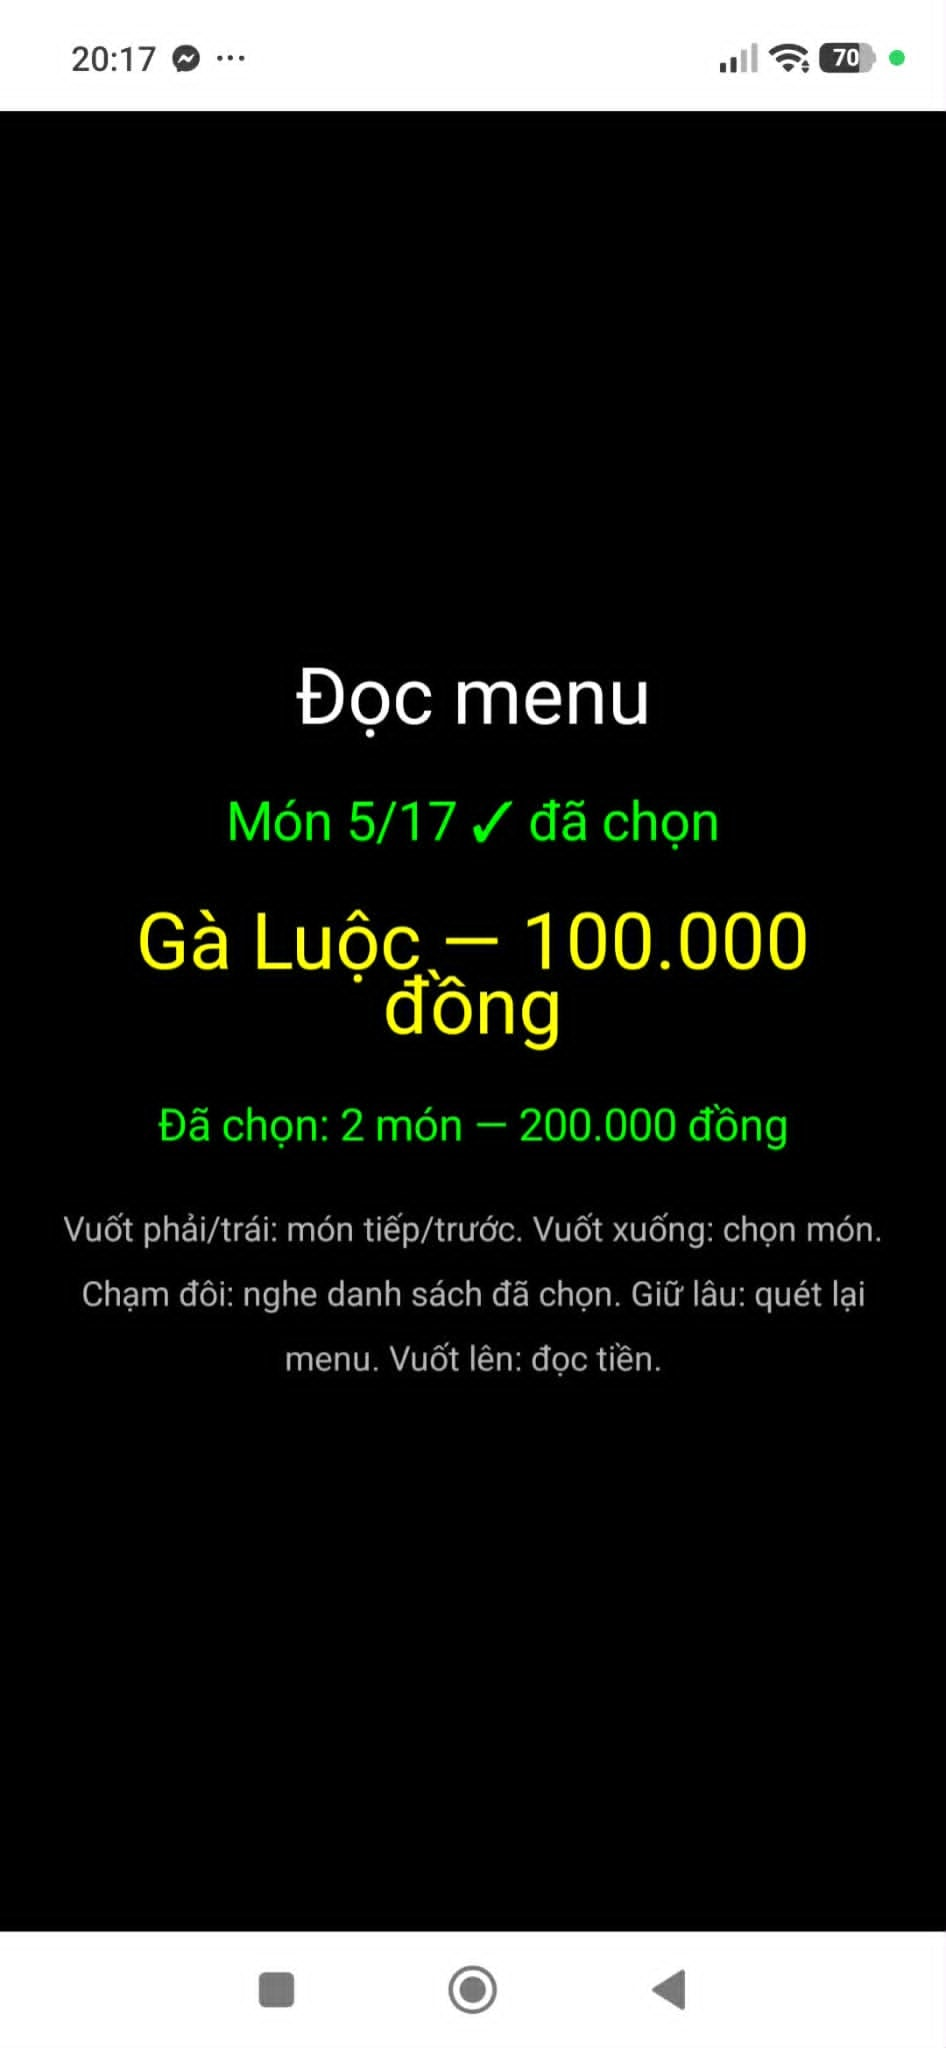 20:17
70
Đọc menu
Món 5/17 ✓ đã chọn
Gà Luộc — 100.000
đồng
Đã chọn: 2 món — 200.000 đồng
Vuốt phải/trái: món tiếp/trước. Vuốt xuống: chọn món.
Chạm đôi: nghe danh sách đã chọn. Giữ lâu: quét lại
menu. Vuốt lên: đọc tiền.